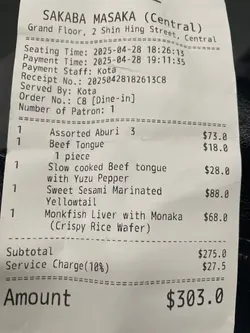 SAKABA MASAKA (Central)
Grand Floor, 2 Shin Hing Street, Central
Seating Time: 2025-04-28 18:26:11
Payment Time: 2025-04-28 19:11:35
Payment Staff: Kota
Receipt No.: 20250428182613C8
Served By: Kota
Order No.: C8 [Dine-in]
Number of Patron: 1
1 Assorted Aburi 3 $73.0
1 Beef Tongue $18.0
1 piece
1 Slow cooked Beef tongue $28.0
with Yuzu Pepper
1 Sweet Sesami Marinated $88.0
Yellowtail
1 Monkfish Liver with Monaka $68.0
(Crispy Rice Wafer)
Subtotal $275.0
Service Charge(10%) $27.5
Amount $303.0